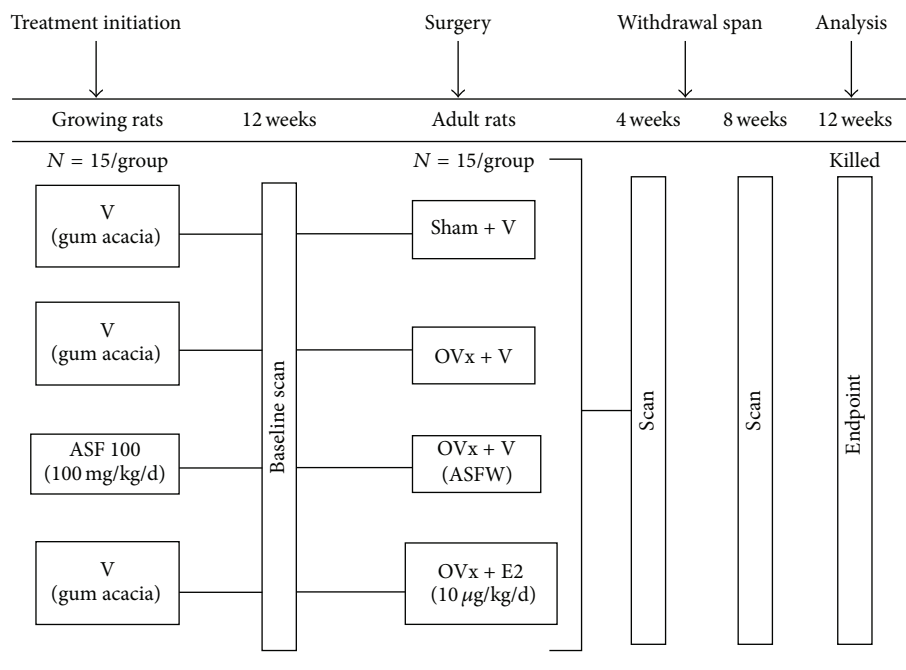 Treatment initiation
Surgery
Withdrawal span
Analysis
Growing rats
12 weeks
Adult rats
4 weeks
8 weeks
12 weeks
N = 15/group
N = 15/group
Killed
V
(gum acacia)
Sham + V
V
(gum acacia)
OVx + V
ASF 100
(100 mg/kg/d)
OVx + V
(ASFW)
V
(gum acacia)
OVx + E2
(10 μg/kg/d)
Baseline scan
Scan
Scan
Endpoint